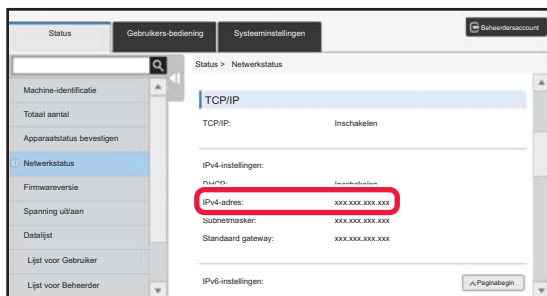 Status
Gebruikers-bediening
Systeeminstellingen
Beheerdersaccount
Status > Netwerkstatus
Machine-identificatie
Totaal aantal
Apparaatstatus bevestigen
Netwerkstatus
Firmwareversie
Spanning uit/aan
Datalijst
Lijst voor Gebruiker
Lijst voor Beheerder
TCP/IP
TCP/IP: Inschakelen
IPv4-instellingen:
DHCP: Inschakelen
IPv4-adres: xxx.xxx.xxx.xxx
Subnetmasker: xxx.xxx.xxx.xxx
Standaard gateway: xxx.xxx.xxx.xxx
IPv6-instellingen:
Paginabegin